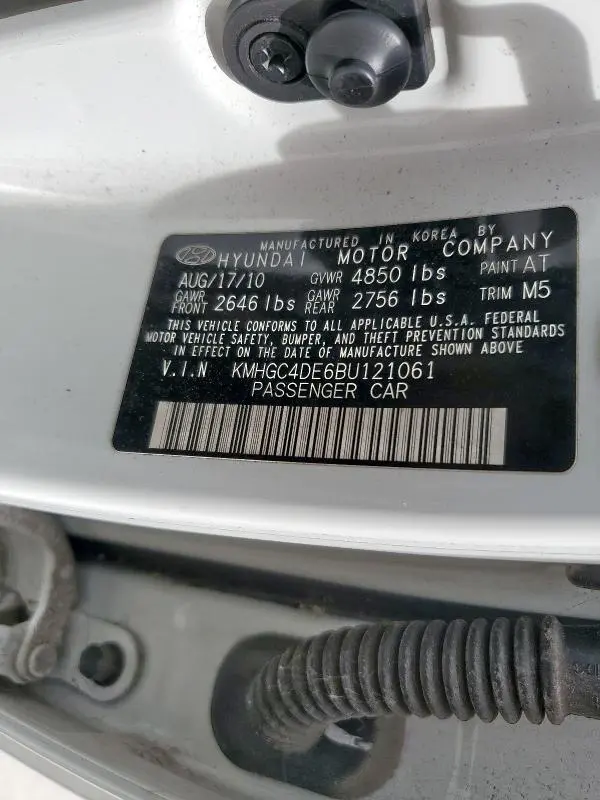 MANUFACTURED IN KOREA BY
HYUNDAI MOTOR COMPANY
AUG/17/10 GVWR 4850 lbs PAINT AT
GAWR FRONT 2646 lbs GAWR REAR 2756 lbs TRIM M5
THIS VEHICLE CONFORMS TO ALL APPLICABLE U.S.A. FEDERAL
MOTOR VEHICLE SAFETY, BUMPER, AND THEFT PREVENTION STANDARDS
IN EFFECT ON THE DATE OF MANUFACTURE SHOWN ABOVE
V.I.N KMHGC4DE6BU121061
PASSENGER CAR